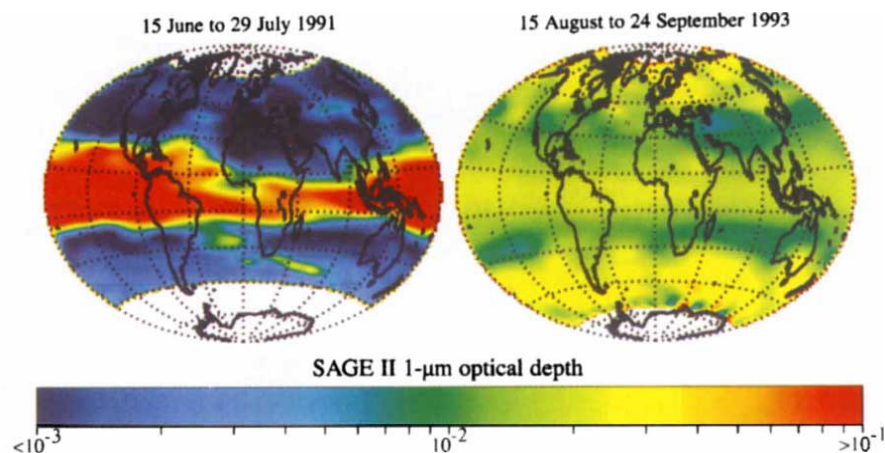 15 June to 29 July 1991
15 August to 24 September 1993
SAGE II 1-μm optical depth
<10⁻³
10⁻²
>10⁻¹